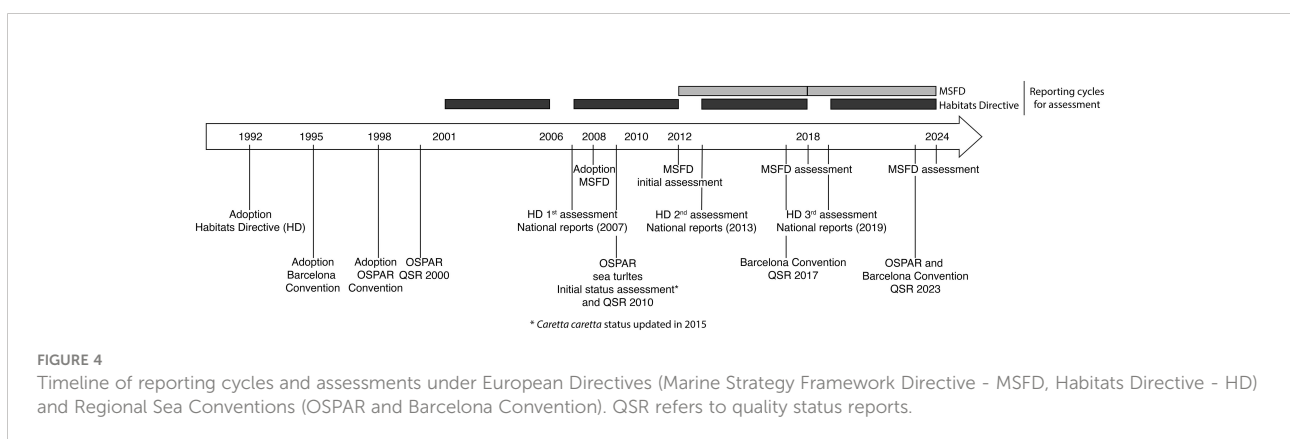 MSFD
Habitats Directive
Reporting cycles
for assessment
1992 1995 1998 2001 2006 2008 2010 2012 2018 2024
Adoption
MSFD
MSFD
initial assessment
MSFD assessment
MSFD assessment
Adoption
Habitats Directive (HD)
HD 1st assessment
National reports (2007)
HD 2nd assessment
National reports (2013)
HD 3rd assessment
National reports (2019)
Adoption
Barcelona
Convention
Adoption
OSPAR
Convention
OSPAR
QSR 2000
OSPAR
sea turltes
Initial status assessment*
and QSR 2010
Barcelona Convention
QSR 2017
OSPAR and
Barcelona Convention
QSR 2023
* Caretta caretta status updated in 2015
FIGURE 4
Timeline of reporting cycles and assessments under European Directives (Marine Strategy Framework Directive - MSFD, Habitats Directive - HD)
and Regional Sea Conventions (OSPAR and Barcelona Convention). QSR refers to quality status reports.